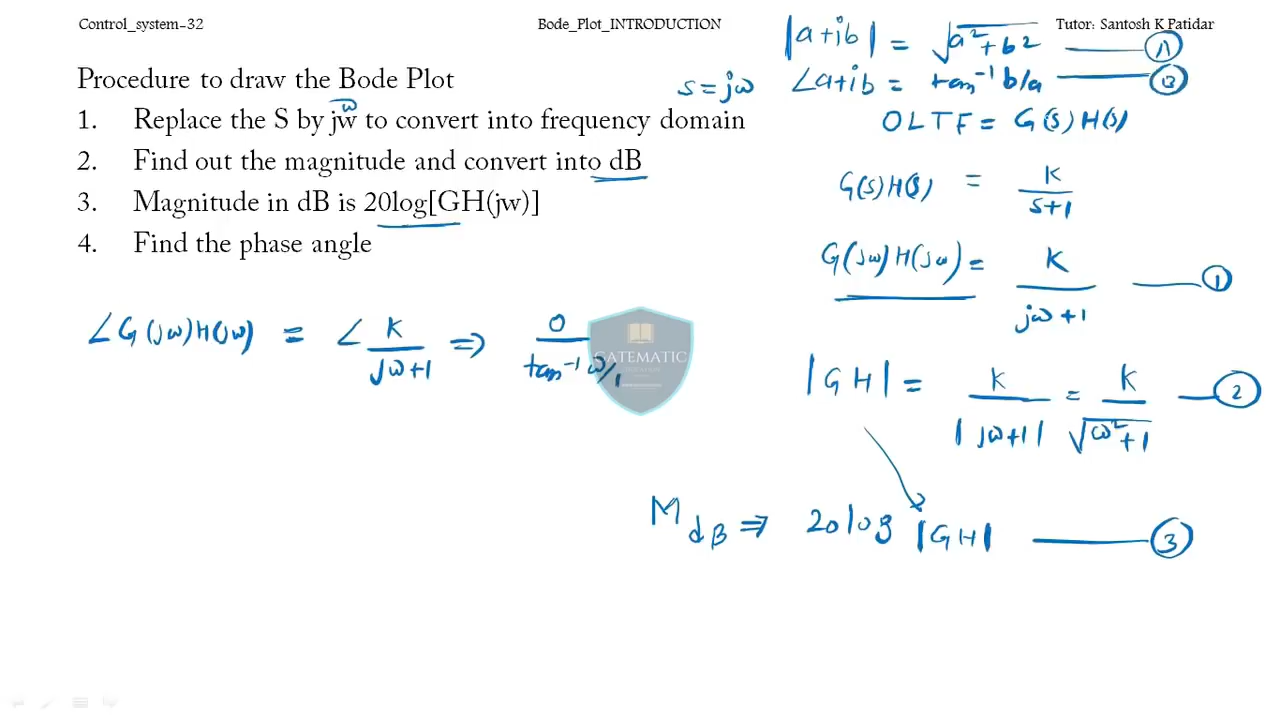 Control_system-32
Bode_Plot_INTRODUCTION
Tutor: Santosh K Patidar
Procedure to draw the Bode Plot
1. Replace the S by jw to convert into frequency domain
ω
2. Find out the magnitude and convert into dB
3. Magnitude in dB is 20log[GH(jw)]
4. Find the phase angle
s = jω
|a+ib| = √a²+b² A
∠a+ib = tan⁻¹ b/a B
OLTF = G(s)H(s)
G(s)H(s) = K / s+1
G(jω)H(jω) = K / jω+1 1
|GH| = K / |jω+1| = K / √ω²+1 2
M dB ⇒ 20log |GH| 3
∠G(jω)H(jω) = ∠ K / jω+1 ⇒ 0 / tan⁻¹ ω/1
GATEMATIC